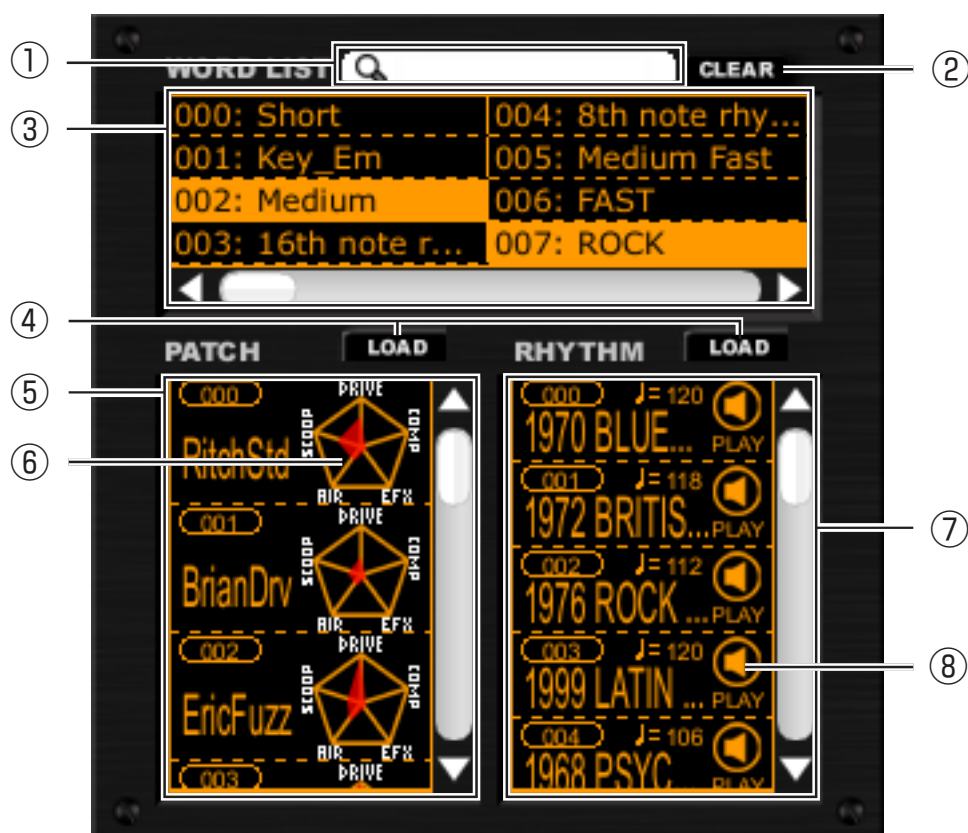 ①
WORD LIST
CLEAR
②
③
000: Short
004: 8th note rhy...
001: Key_Em
005: Medium Fast
002: Medium
006: FAST
003: 16th note r...
007: ROCK
④
PATCH
LOAD
RHYTHM
LOAD
⑤
000
DRIVE
SCOOP
COMP
RitchStd
AIR
EFX
⑥
001
DRIVE
SCOOP
COMP
BrianDrv
AIR
EFX
002
DRIVE
SCOOP
COMP
EricFuzz
AIR
EFX
003
DRIVE
000
♩= 120
1970 BLUE...
PLAY
001
♩= 118
1972 BRITIS...
PLAY
⑦
002
♩= 112
1976 ROCK ...
PLAY
003
♩= 120
1999 LATIN ...
PLAY
⑧
004
♩= 106
1968 PSYC
PLAY